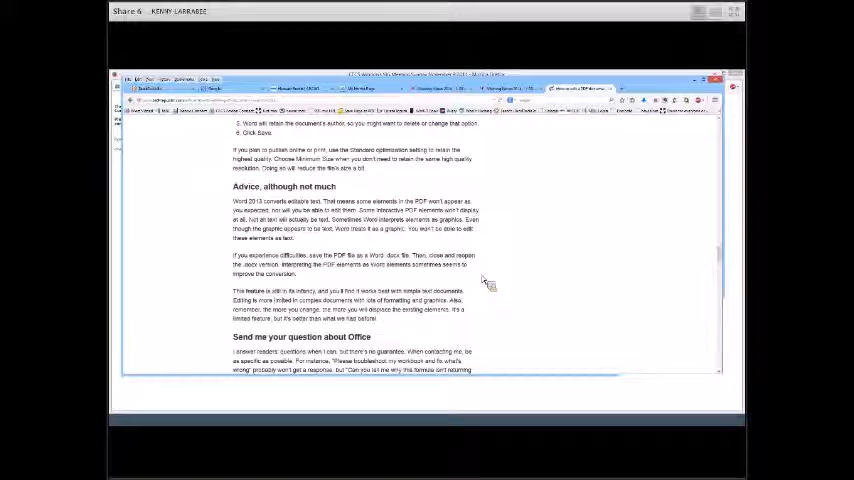 Share 6 KENNY LARRABEE
Google
5. Word will retain the document's author, so you might want to delete or change that option.
6. Click Save.
If you plan to publish online or print, use the Standard optimization setting to retain the
highest quality. Choose Minimum Size when you don't need to retain the same high quality
resolution. Doing so will reduce the file's size a bit.
Advice, although not much
Word 2013 converts editable text. That means some elements in the PDF won't appear as
you expected, nor will you be able to edit them. Some interactive PDF elements won't display
at all. Not all text will actually be text. Sometimes Word interprets elements as graphics. Even
though the graphic appears to be text, Word treats it as a graphic. You won't be able to edit
these elements as text.
If you experience difficulties, save the PDF file as a Word .docx file. Then, close and reopen
the .docx version. Interpreting the PDF elements as Word elements sometimes seems to
improve the conversion.
This feature is still in its infancy, and you'll find it works best with simple text documents.
Editing is more limited in complex documents with lots of formatting and graphics. Also,
remember, the more you change, the more you will displace the existing elements. It's a
limited feature, but it's better than what we had before!
Send me your question about Office
I answer readers' questions when I can, but there's no guarantee. When contacting me, be
as specific as possible. For instance, "Please troubleshoot my workbook and fix what's
wrong" probably won't get a response, but "Can you tell me why this formula isn't returning